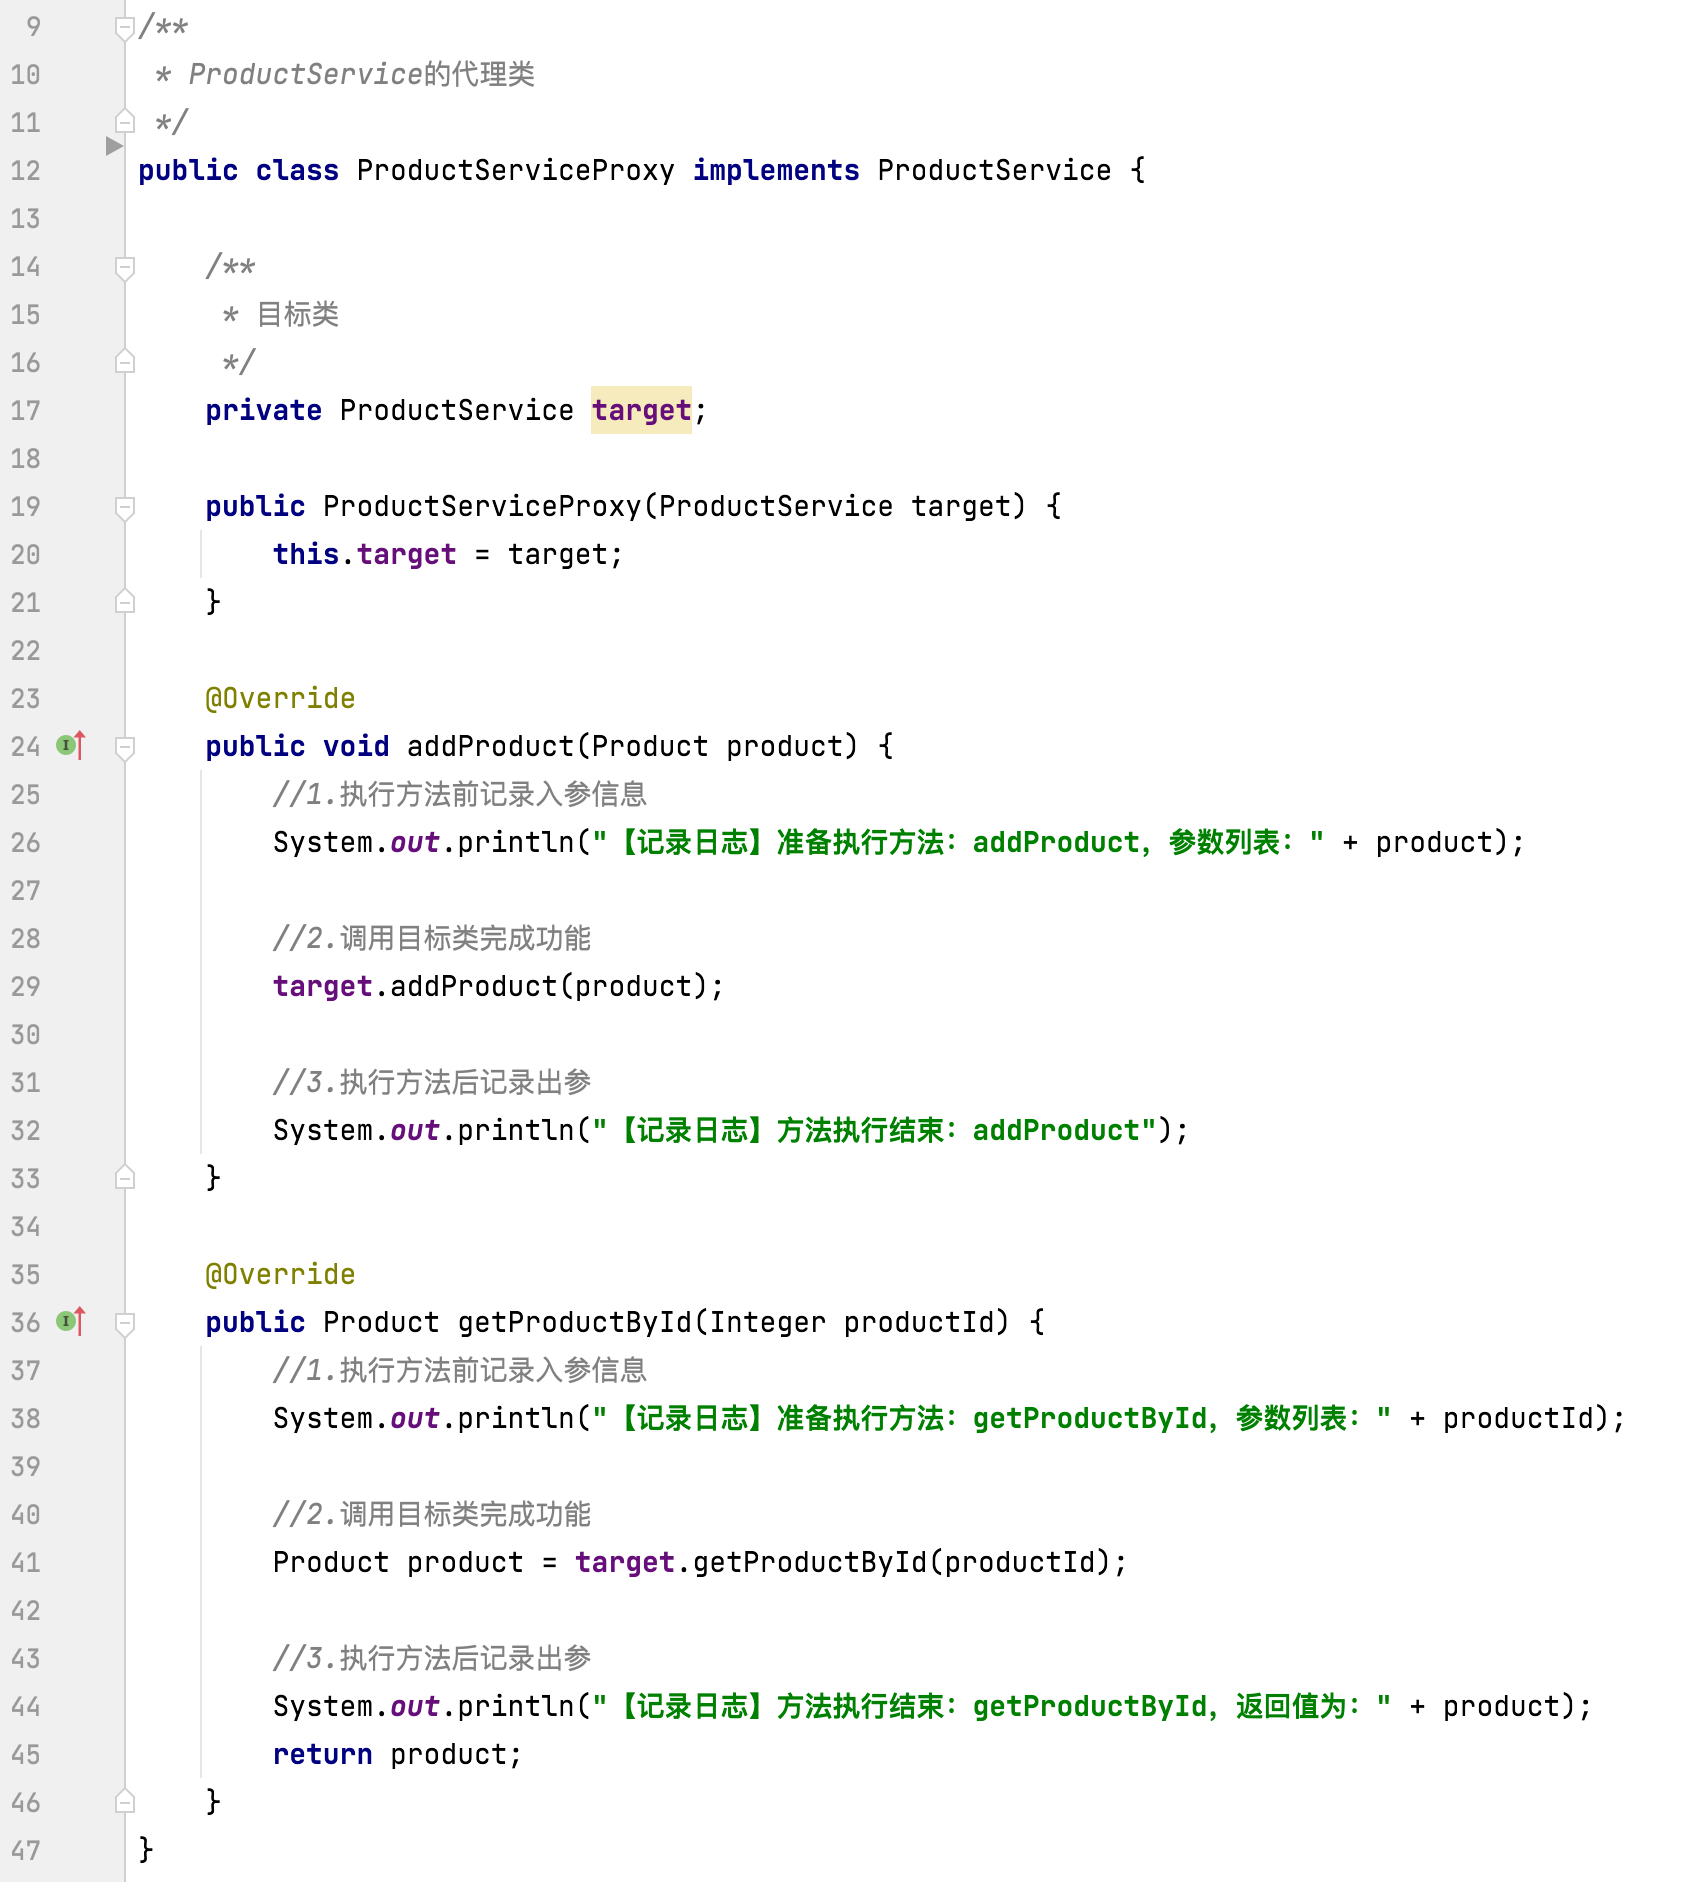 9 /**
10 * ProductService的代理类
11 */
12 public class ProductServiceProxy implements ProductService {
13
14 /**
15 * 目标类
16 */
17 private ProductService target;
18
19 public ProductServiceProxy(ProductService target) {
20 this.target = target;
21 }
22
23 @Override
24 public void addProduct(Product product) {
25 //1.执行方法前记录入参信息
26 System.out.println("【记录日志】准备执行方法：addProduct，参数列表：" + product);
27
28 //2.调用目标类完成功能
29 target.addProduct(product);
30
31 //3.执行方法后记录出参
32 System.out.println("【记录日志】方法执行结束：addProduct");
33 }
34
35 @Override
36 public Product getProductById(Integer productId) {
37 //1.执行方法前记录入参信息
38 System.out.println("【记录日志】准备执行方法：getProductById，参数列表：" + productId);
39
40 //2.调用目标类完成功能
41 Product product = target.getProductById(productId);
42
43 //3.执行方法后记录出参
44 System.out.println("【记录日志】方法执行结束：getProductById，返回值为：" + product);
45 return product;
46 }
47 }